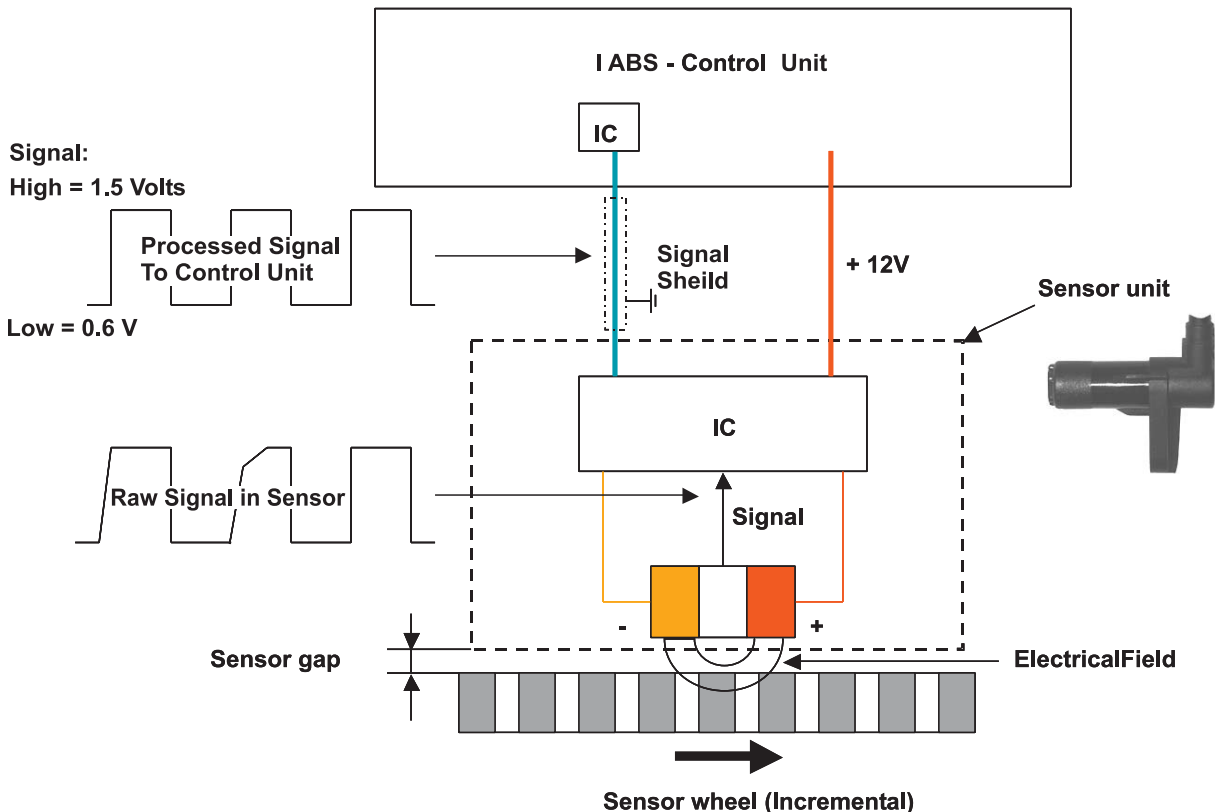 I ABS - Control Unit
IC
Signal:
High = 1.5 Volts
Processed Signal
To Control Unit
Low = 0.6 V
Signal
Sheild
+ 12V
Sensor unit
IC
Raw Signal in Sensor
Signal
-
+
Sensor gap
ElectricalField
Sensor wheel (Incremental)